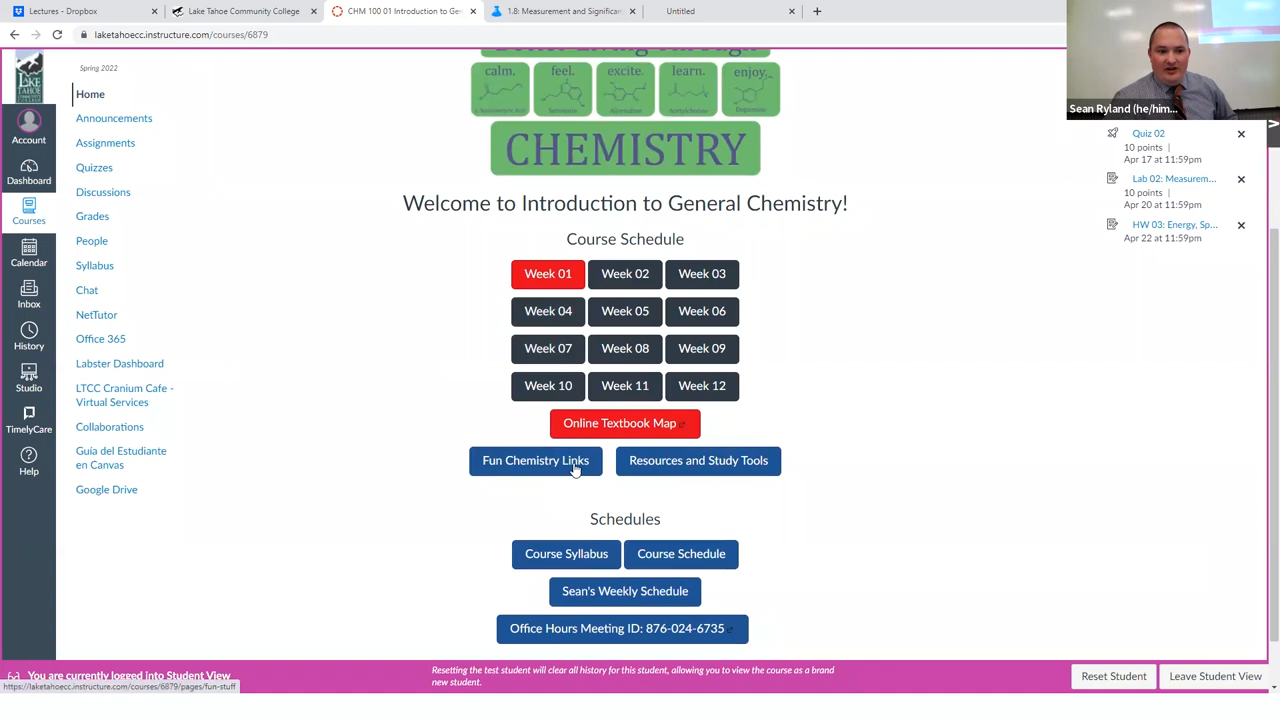 Lectures - Dropbox
Lake Tahoe Community College
CHM 100 01 Introduction to Ge
1.8: Measurement and Significan
Untitled
laketahoecc.instructure.com/courses/6879
LAKE TAHOE
Account
Dashboard
Courses
Calendar
Inbox
History
Studio
TimelyCare
Help
Spring 2022
Home
Announcements
Assignments
Quizzes
Discussions
Grades
People
Syllabus
Chat
NetTutor
Office 365
Labster Dashboard
LTCC Cranium Cafe -
Virtual Services
Collaborations
Guía del Estudiante
en Canvas
Google Drive
Better Living Through
calm. feel. excite. learn. enjoy.
CHEMISTRY
Welcome to Introduction to General Chemistry!
Course Schedule
Week 01 Week 02 Week 03
Week 04 Week 05 Week 06
Week 07 Week 08 Week 09
Week 10 Week 11 Week 12
Online Textbook Map
Fun Chemistry Links Resources and Study Tools
Schedules
Course Syllabus Course Schedule
Sean's Weekly Schedule
Office Hours Meeting ID: 876-024-6735
Sean Ryland (he/him...
Quiz 02
10 points |
Apr 17 at 11:59pm
Lab 02: Measurem...
10 points |
Apr 20 at 11:59pm
HW 03: Energy, Sp...
Apr 22 at 11:59pm
You are currently logged into Student View
Resetting the test student will clear all history for this student, allowing you to view the course as a brand
new student.
Reset Student Leave Student View
https://laketahoecc.instructure.com/courses/6879/pages/fun-stuff